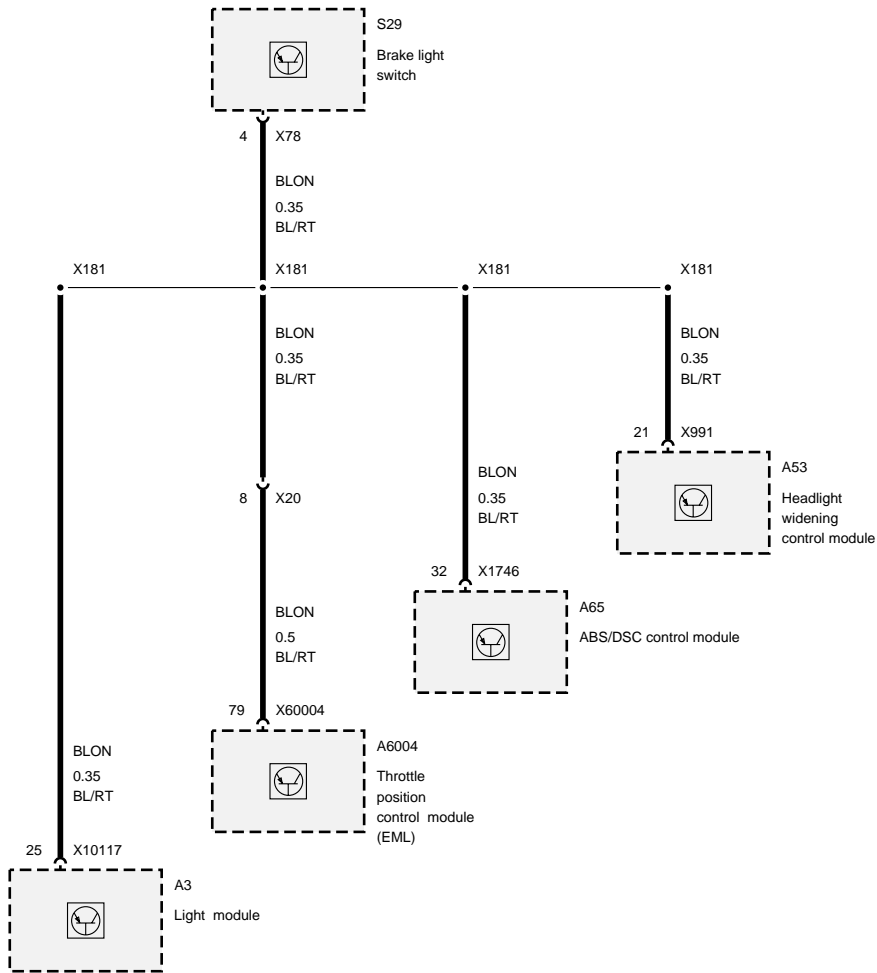 S29
Brake light
switch
4 X78
BLON
0.35
BL/RT
X181 X181 X181 X181
BLON
0.35
BL/RT
BLON
0.35
BL/RT
21 X991
A53
Headlight
widening
control module
8 X20
BLON
0.35
BL/RT
32 X1746
A65
ABS/DSC control module
BLON
0.5
BL/RT
79 X60004
A6004
Throttle
position
control module
(EML)
BLON
0.35
BL/RT
25 X10117
A3
Light module